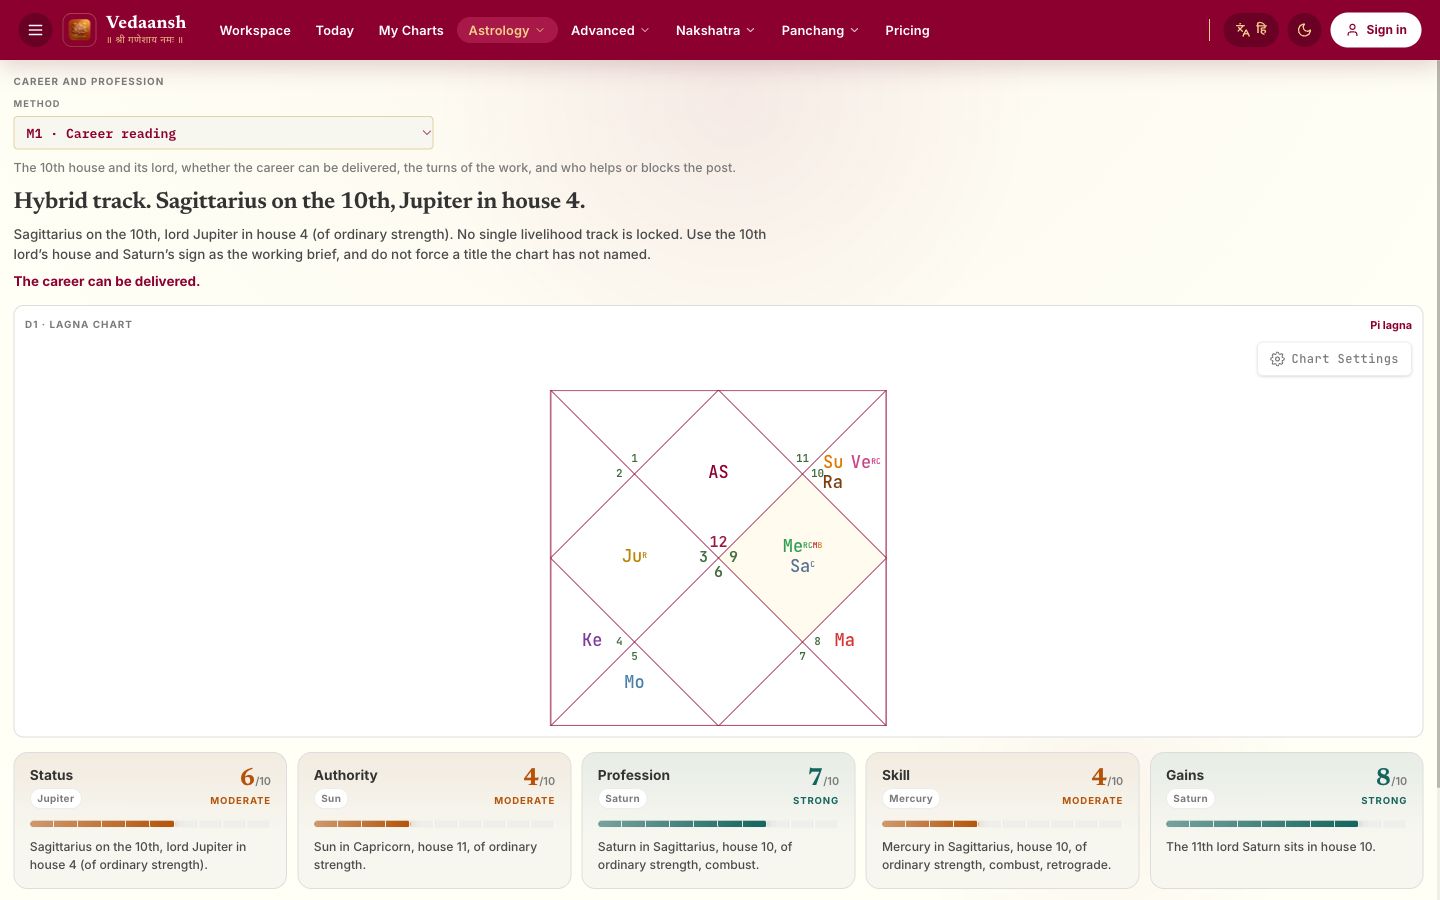 Vedaansh
॥ श्री गणेशाय नमः ॥
Workspace Today My Charts Astrology Advanced Nakshatra Panchang Pricing
हि
Sign in
CAREER AND PROFESSION
METHOD
M1 · Career reading
The 10th house and its lord, whether the career can be delivered, the turns of the work, and who helps or blocks the post.
Hybrid track. Sagittarius on the 10th, Jupiter in house 4.
Sagittarius on the 10th, lord Jupiter in house 4 (of ordinary strength). No single livelihood track is locked. Use the 10th
lord's house and Saturn's sign as the working brief, and do not force a title the chart has not named.
The career can be delivered.
D1 · LAGNA CHART
Pi lagna
Chart Settings
1
2
AS
11
10
Su VeRC
Ra
JuR
12
3 9
6
MeRCMB
SaC
Ke 4
5
Mo
8 Ma
7
Status
6/10
Jupiter
MODERATE
Sagittarius on the 10th, lord Jupiter in
house 4 (of ordinary strength).
Authority
4/10
Sun
MODERATE
Sun in Capricorn, house 11, of ordinary
strength.
Profession
7/10
Saturn
STRONG
Saturn in Sagittarius, house 10, of
ordinary strength, combust.
Skill
4/10
Mercury
MODERATE
Mercury in Sagittarius, house 10, of
ordinary strength, combust, retrograde.
Gains
8/10
Saturn
STRONG
The 11th lord Saturn sits in house 10.